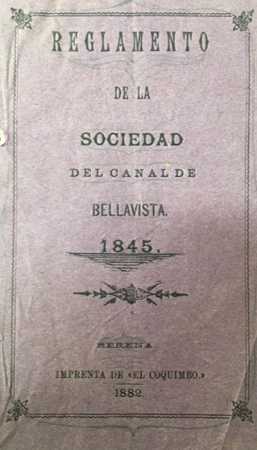 REGLAMENTO
DE LA
SOCIEDAD
DEL CANAL DE
BELLAVISTA.
1845.
SERENA.
IMPRENTA DE «EL COQUIMBO.»
1882.